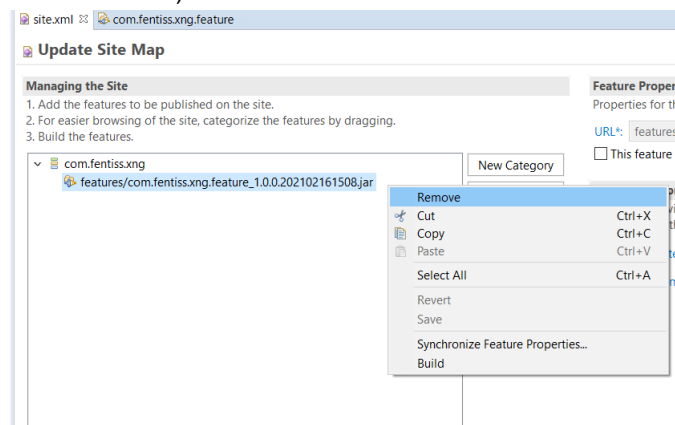 site.xml
com.fentiss.xng.feature
Update Site Map
Managing the Site
1. Add the features to be published on the site.
2. For easier browsing of the site, categorize the features by dragging.
3. Build the features.
com.fentiss.xng
features/com.fentiss.xng.feature_1.0.0.202102161508.jar
New Category
Remove
Cut Ctrl+X
Copy Ctrl+C
Paste Ctrl+V
Select All Ctrl+A
Revert
Save
Synchronize Feature Properties...
Build
Feature
Properties for
URL*: features
This feature